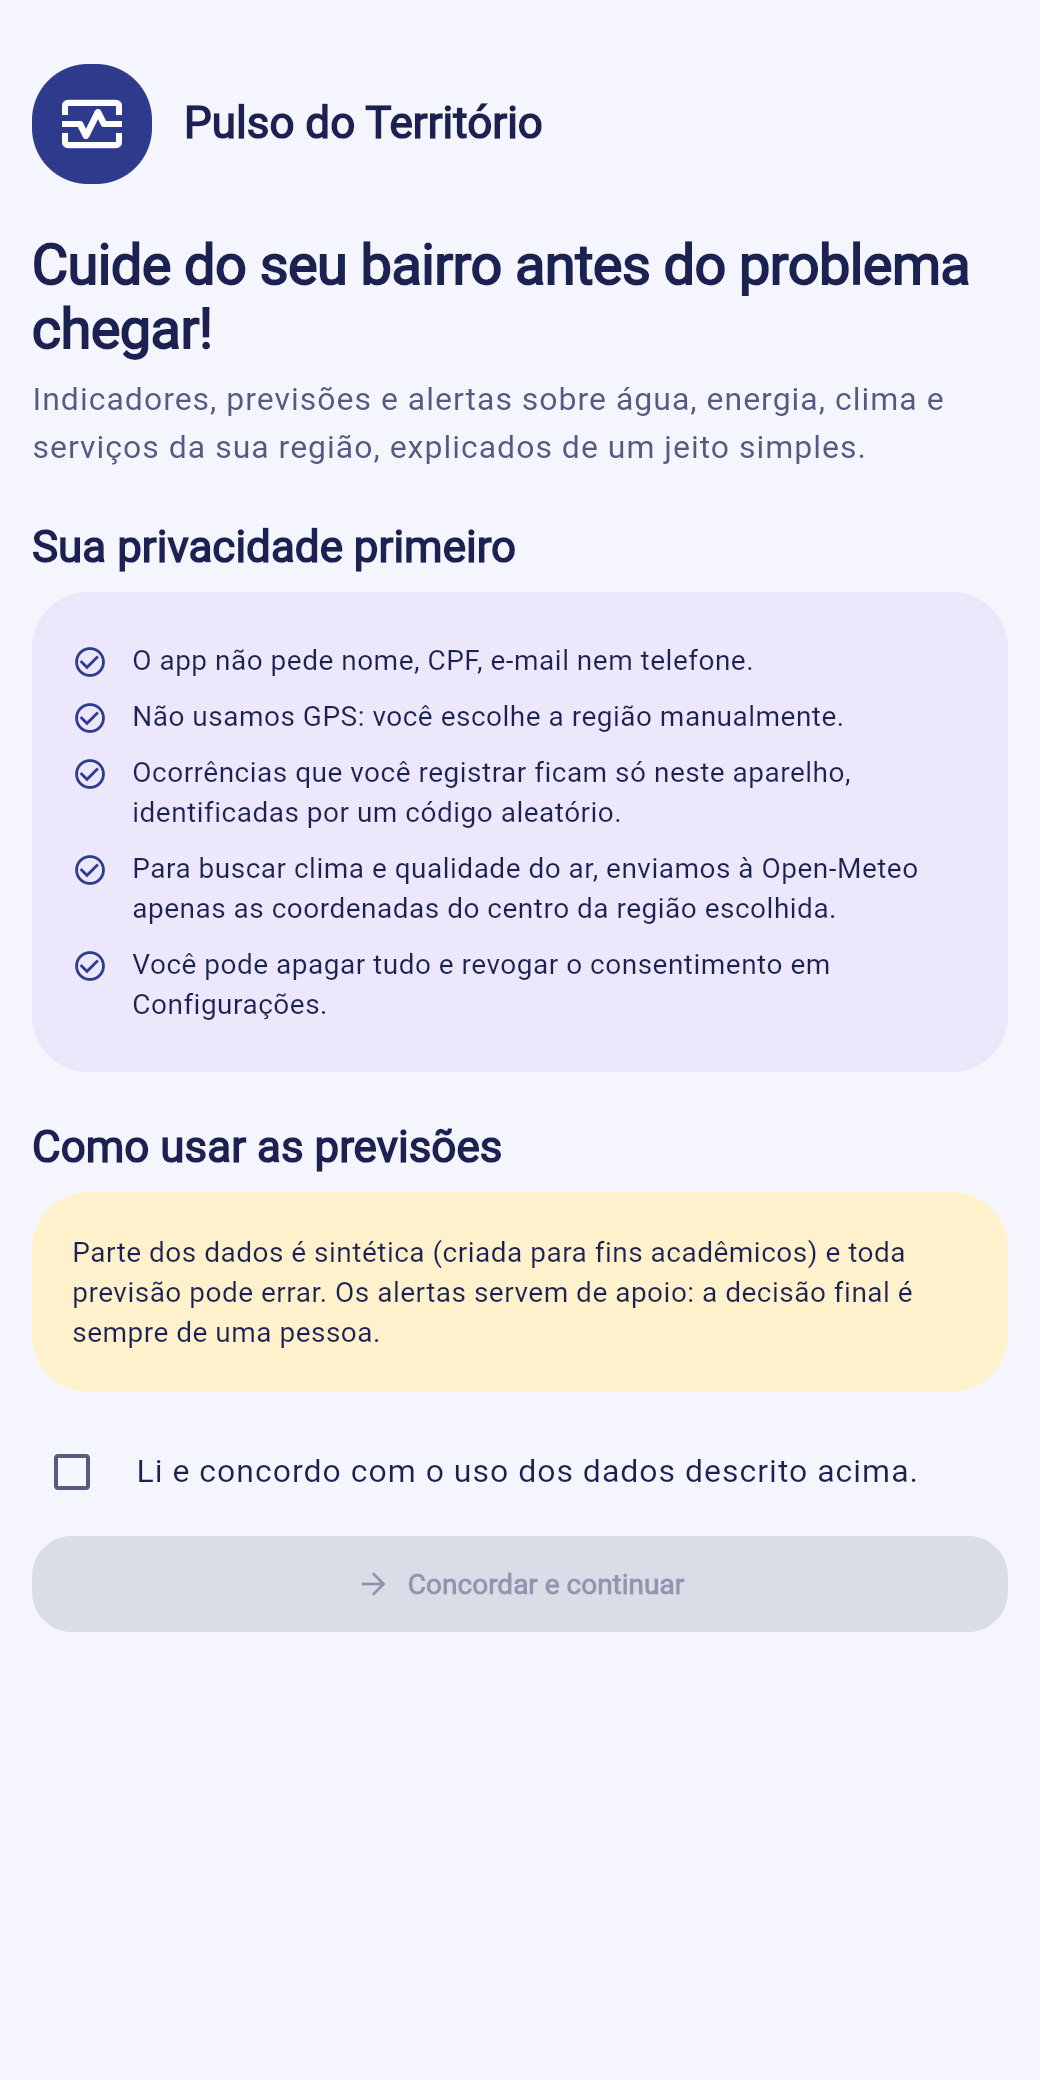 Pulso do Território
Cuide do seu bairro antes do problema
chegar!
Indicadores, previsões e alertas sobre água, energia, clima e
serviços da sua região, explicados de um jeito simples.
Sua privacidade primeiro
O app não pede nome, CPF, e-mail nem telefone.
Não usamos GPS: você escolhe a região manualmente.
Ocorrências que você registrar ficam só neste aparelho,
identificadas por um código aleatório.
Para buscar clima e qualidade do ar, enviamos à Open-Meteo
apenas as coordenadas do centro da região escolhida.
Você pode apagar tudo e revogar o consentimento em
Configurações.
Como usar as previsões
Parte dos dados é sintética (criada para fins acadêmicos) e toda
previsão pode errar. Os alertas servem de apoio: a decisão final é
sempre de uma pessoa.
Li e concordo com o uso dos dados descrito acima.
Concordar e continuar